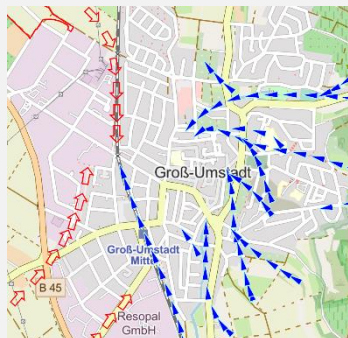 Groß-Umstadt
Groß-Umstadt
Mitte
B 45
Resopal
GmbH